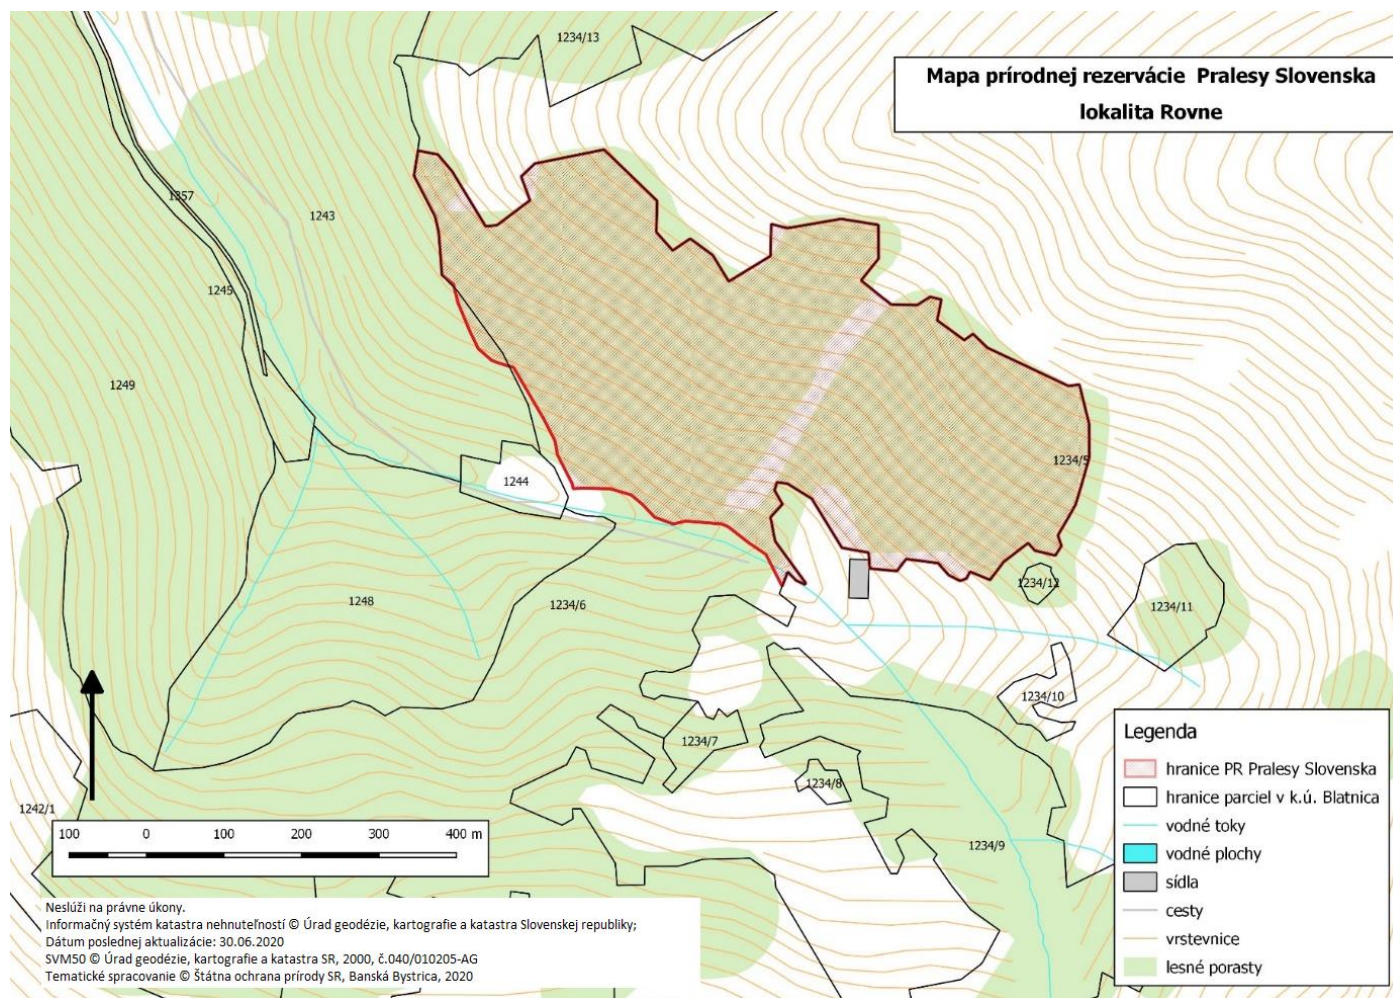 1234/13
Mapa prírodnej rezervácie Pralesy Slovenska
lokalita Rovne
1357
1243
1245
1249
1234/5
1244
1234/12
1248
1234/6
1234/11
1234/10
1234/7
1234/8
1242/1
1234/9
100 0 100 200 300 400 m
Legenda
hranice PR Pralesy Slovenska
hranice parciel v k.ú. Blatnica
vodné toky
vodné plochy
sídla
cesty
vrstevnice
lesné porasty
Neslúži na právne úkony.
Informačný systém katastra nehnuteľností © Úrad geodézie, kartografie a katastra Slovenskej republiky;
Dátum poslednej aktualizácie: 30.06.2020
SVM50 © Úrad geodézie, kartografie a katastra SR, 2000, č.040/010205-AG
Tematické spracovanie © Štátna ochrana prírody SR, Banská Bystrica, 2020